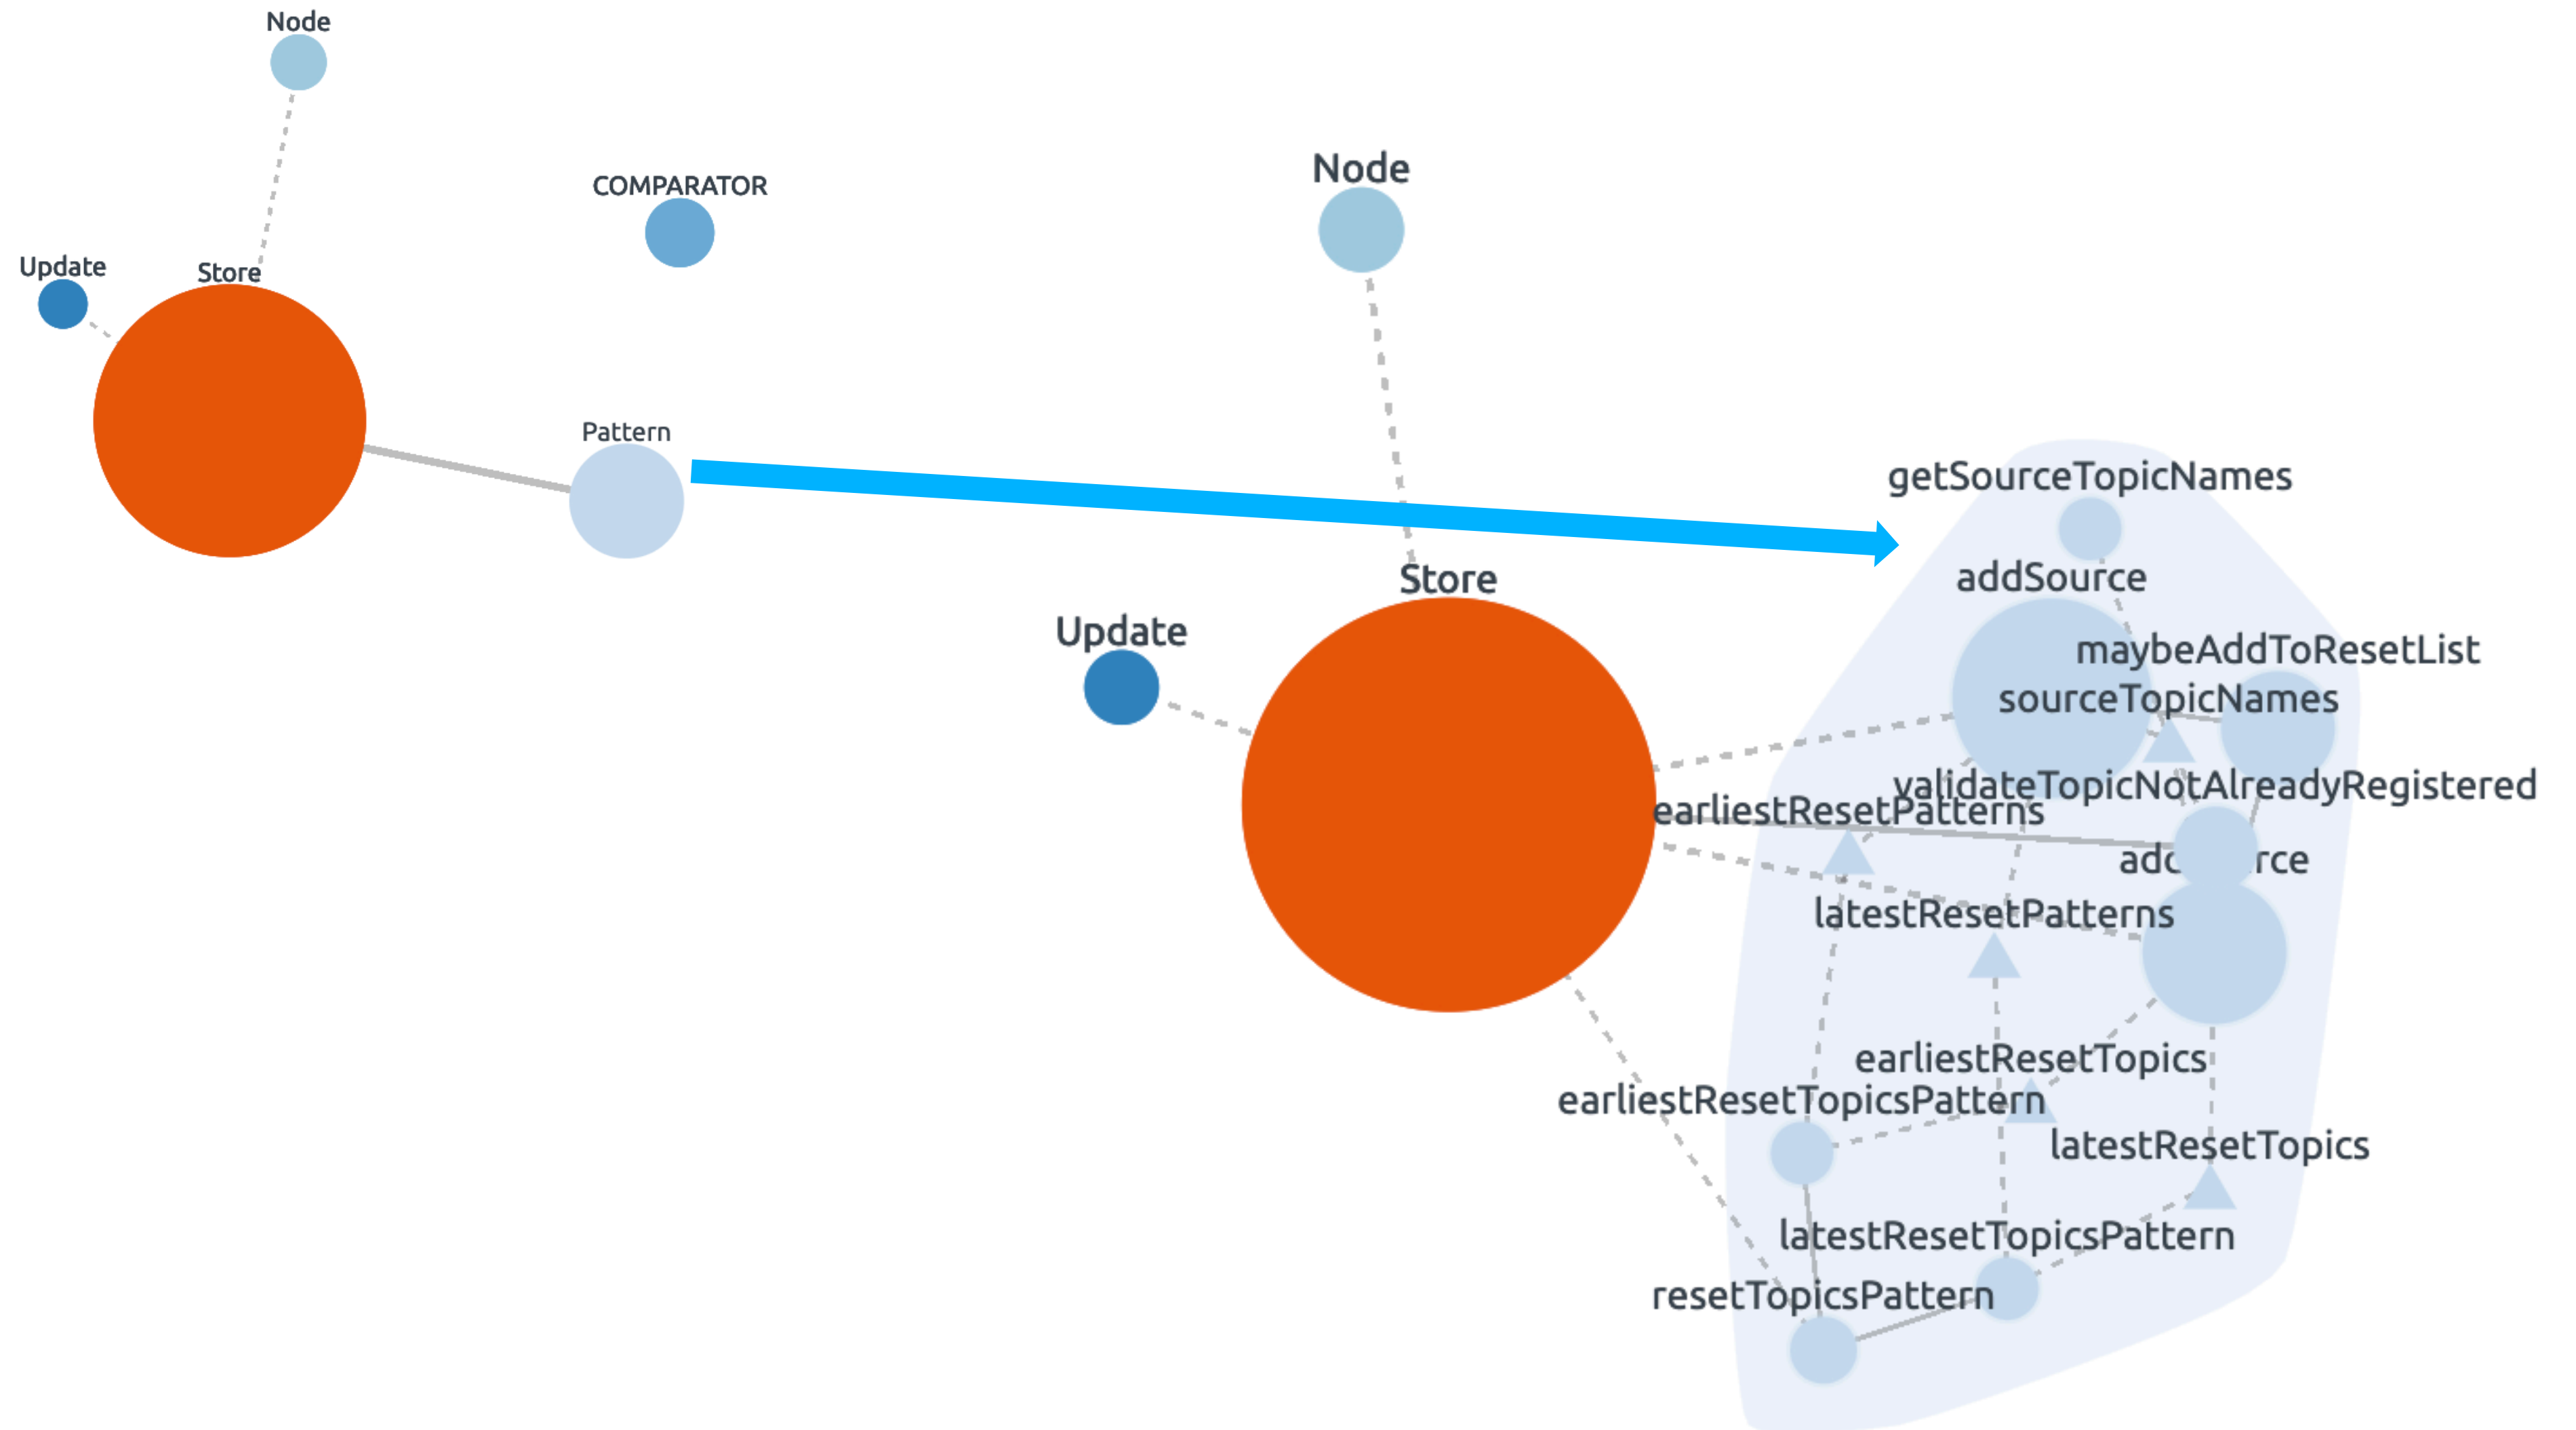 Node
COMPARATOR
Update
Store
Pattern
Node
Store
Update
getSourceTopicNames
addSource
maybeAddToResetList
sourceTopicNames
validateTopicNotAlreadyRegistered
earliestResetPatterns
latestResetPatterns
earliestResetTopics
earliestResetTopicsPattern
latestResetTopics
latestResetTopicsPattern
resetTopicsPattern